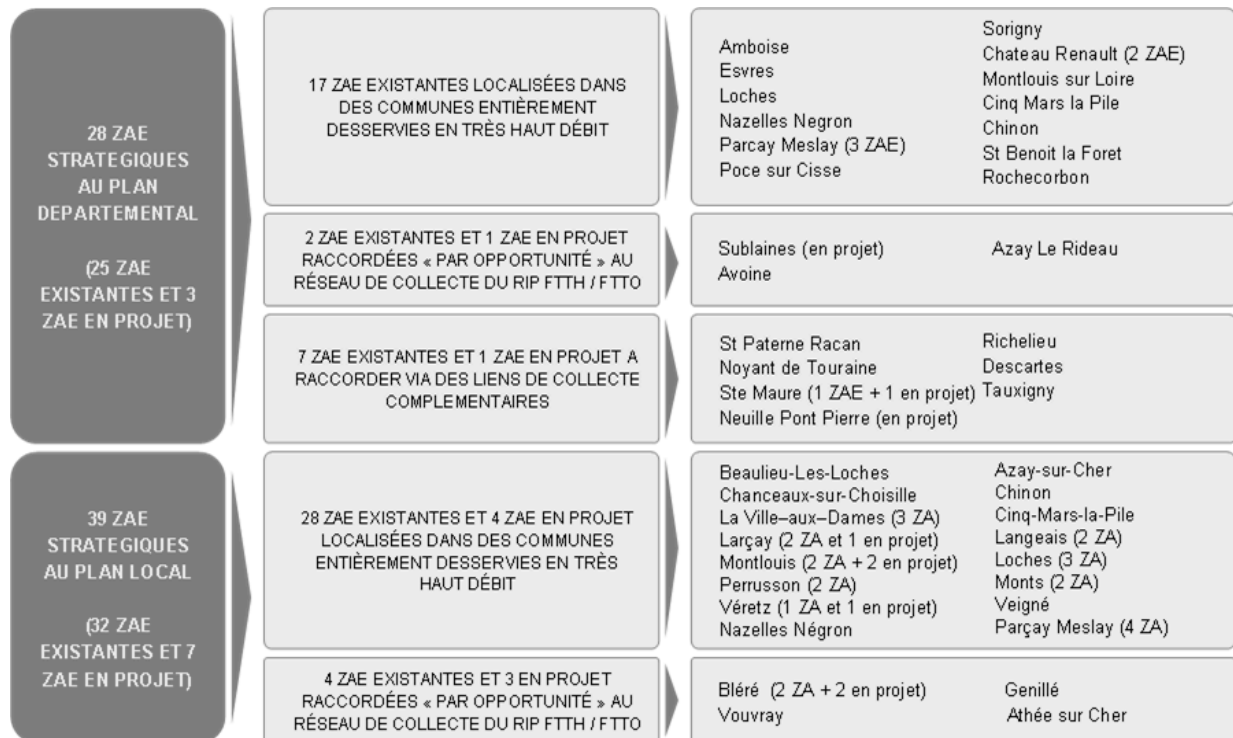 28 ZAE
STRATEGIQUES
AU PLAN
DEPARTEMENTAL
(25 ZAE
EXISTANTES ET 3
ZAE EN PROJET)
17 ZAE EXISTANTES LOCALISÉES DANS
DES COMMUNES ENTIÈREMENT
DESSERVIES EN TRÈS HAUT DÉBIT
Amboise
Esvres
Loches
Nazelles Negron
Parcay Meslay (3 ZAE)
Poce sur Cisse
Sorigny
Chateau Renault (2 ZAE)
Montlouis sur Loire
Cinq Mars la Pile
Chinon
St Benoit la Foret
Rochecorbon
2 ZAE EXISTANTES ET 1 ZAE EN PROJET
RACCORDÉES « PAR OPPORTUNITÉ » AU
RÉSEAU DE COLLECTE DU RIP FTTH / FTTO
Sublaines (en projet)
Avoine
Azay Le Rideau
7 ZAE EXISTANTES ET 1 ZAE EN PROJET A
RACCORDER VIA DES LIENS DE COLLECTE
COMPLEMENTAIRES
St Paterne Racan
Noyant de Touraine
Ste Maure (1 ZAE + 1 en projet)
Neuille Pont Pierre (en projet)
Richelieu
Descartes
Tauxigny
39 ZAE
STRATEGIQUES
AU PLAN LOCAL
(32 ZAE
EXISTANTES ET 7
ZAE EN PROJET)
28 ZAE EXISTANTES ET 4 ZAE EN PROJET
LOCALISÉES DANS DES COMMUNES
ENTIÈREMENT DESSERVIES EN TRÈS
HAUT DÉBIT
Beaulieu-Les-Loches
Chanceaux-sur-Choisille
La Ville–aux–Dames (3 ZA)
Larçay (2 ZA et 1 en projet)
Montlouis (2 ZA + 2 en projet)
Perrusson (2 ZA)
Véretz (1 ZA et 1 en projet)
Nazelles Négron
Azay-sur-Cher
Chinon
Cinq-Mars-la-Pile
Langeais (2 ZA)
Loches (3 ZA)
Monts (2 ZA)
Veigné
Parçay Meslay (4 ZA)
4 ZAE EXISTANTES ET 3 EN PROJET
RACCORDÉES « PAR OPPORTUNITÉ » AU
RÉSEAU DE COLLECTE DU RIP FTTH / FTTO
Bléré (2 ZA + 2 en projet)
Vouvray
Genillé
Athée sur Cher